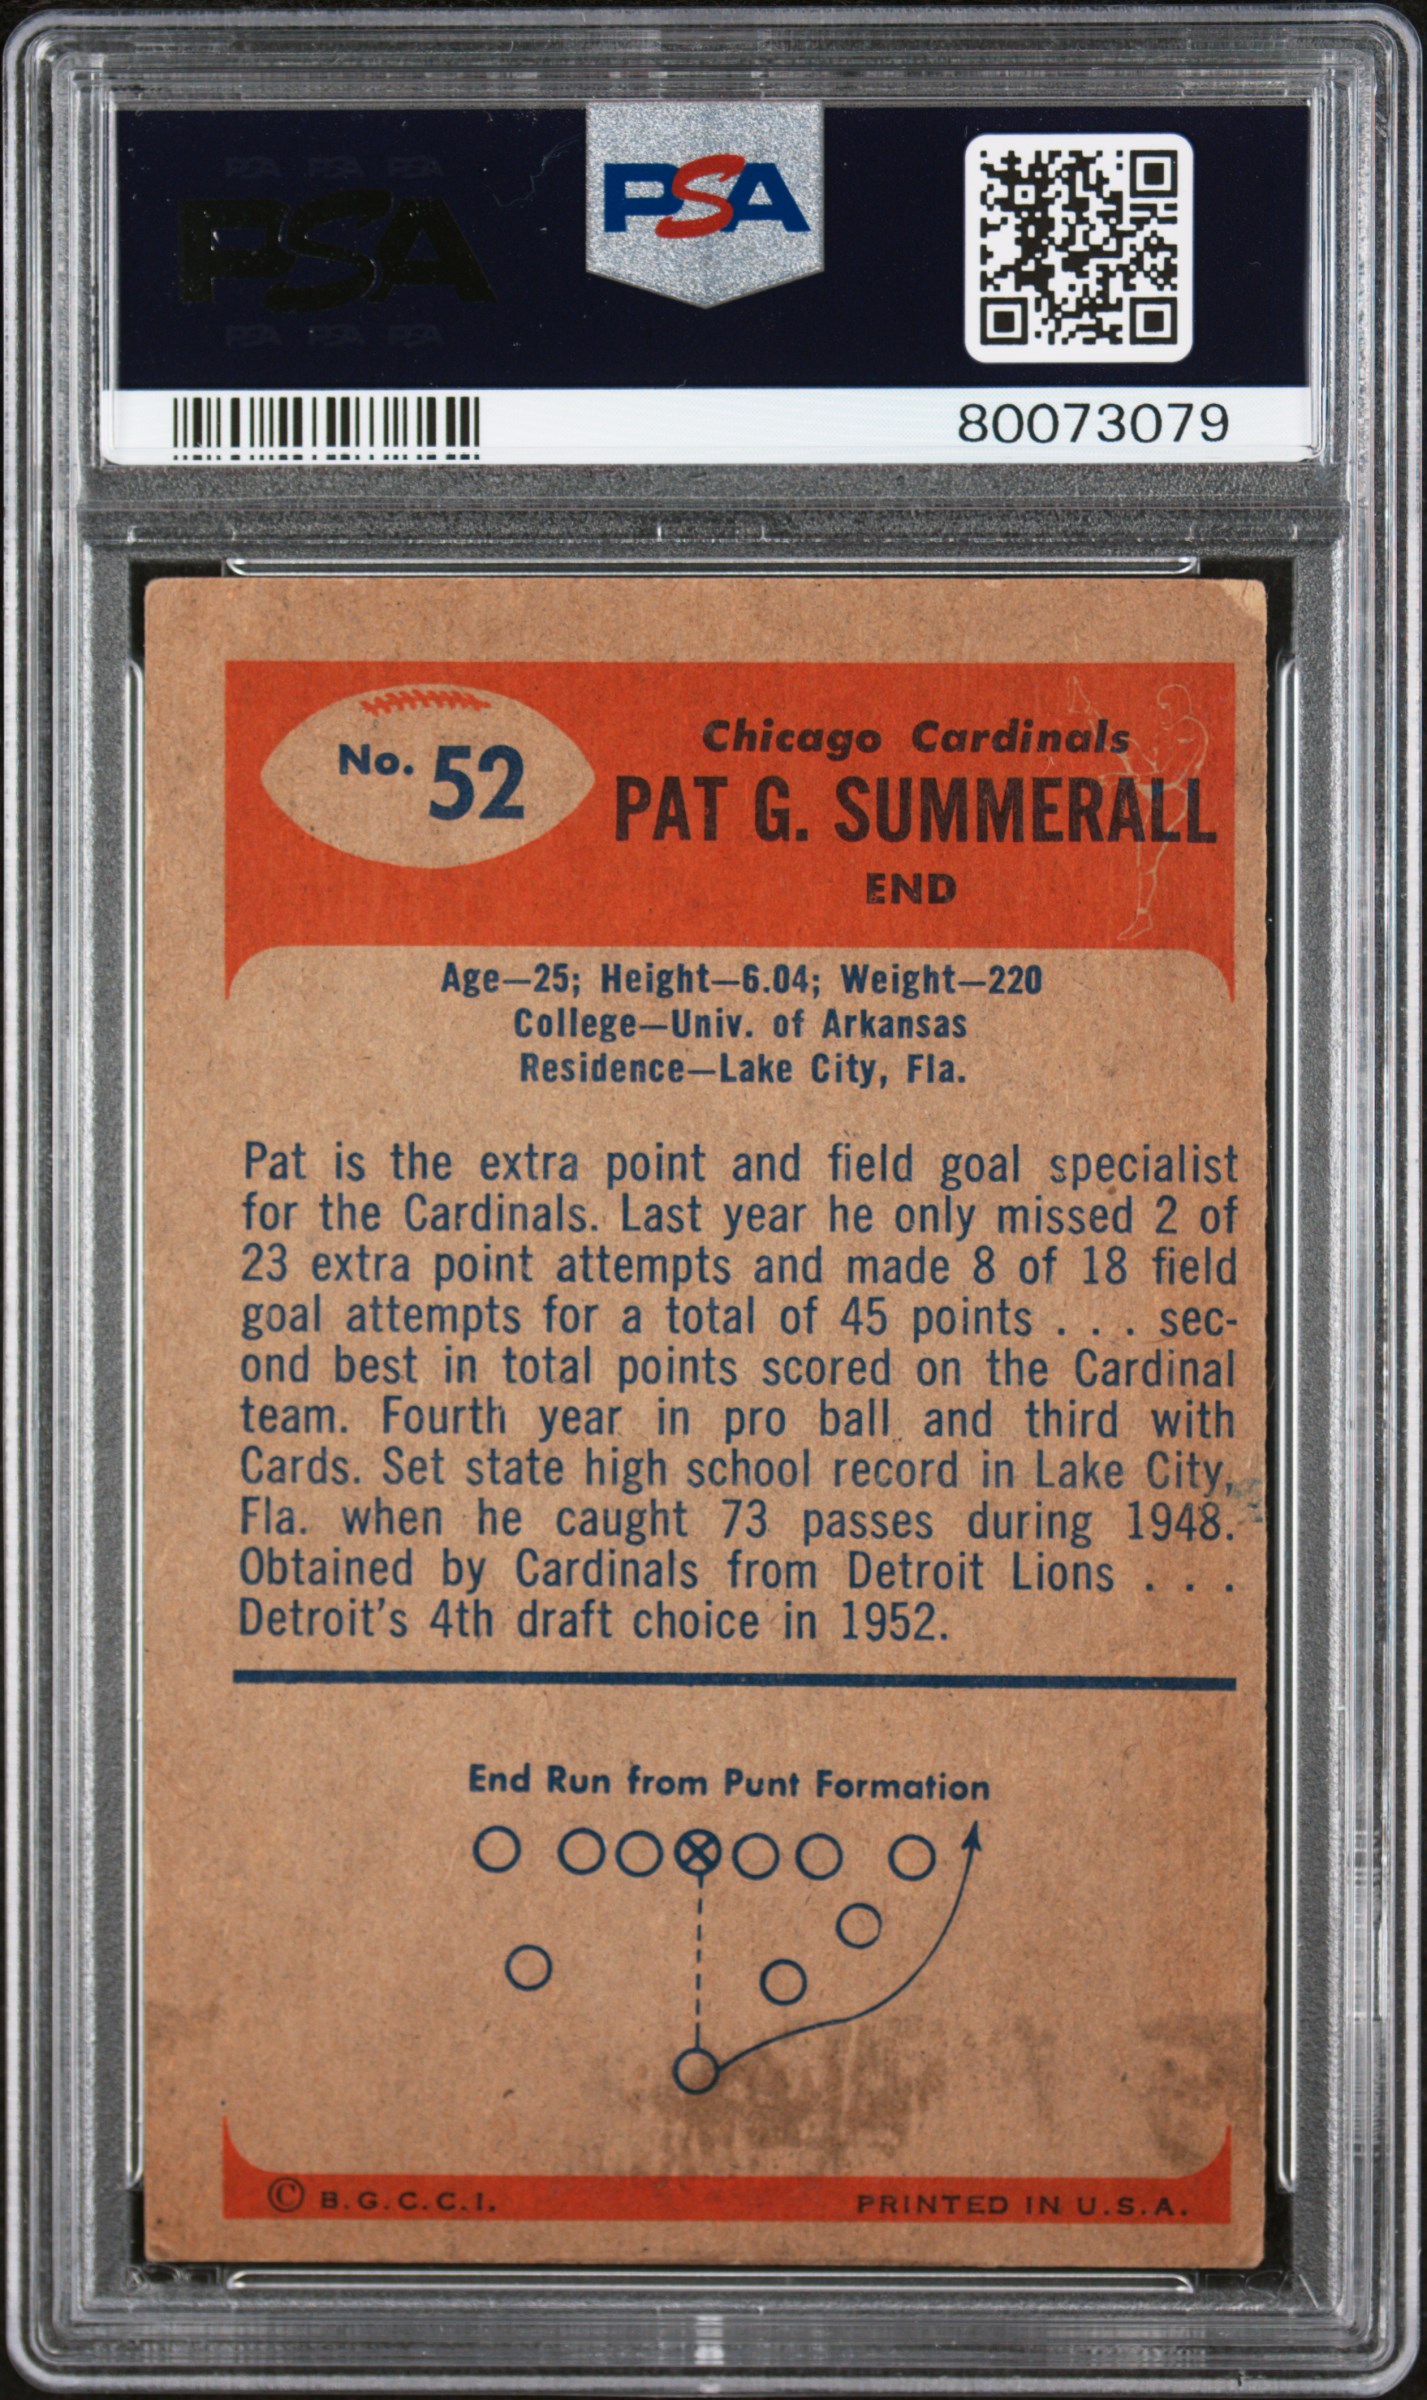 PSA PSA PSA
PSA
PSA PSA PSA
PSA
80073079
No. 52
Chicago Cardinals
PAT G. SUMMERALL
END
Age—25; Height—6.04; Weight—220
College—Univ. of Arkansas
Residence—Lake City, Fla.
Pat is the extra point and field goal specialist
for the Cardinals. Last year he only missed 2 of
23 extra point attempts and made 8 of 18 field
goal attempts for a total of 45 points . . . sec-
ond best in total points scored on the Cardinal
team. Fourth year in pro ball and third with
Cards. Set state high school record in Lake City,
Fla. when he caught 73 passes during 1948.
Obtained by Cardinals from Detroit Lions . . .
Detroit's 4th draft choice in 1952.
End Run from Punt Formation
© B.G.C.C.I.
PRINTED IN U.S.A.